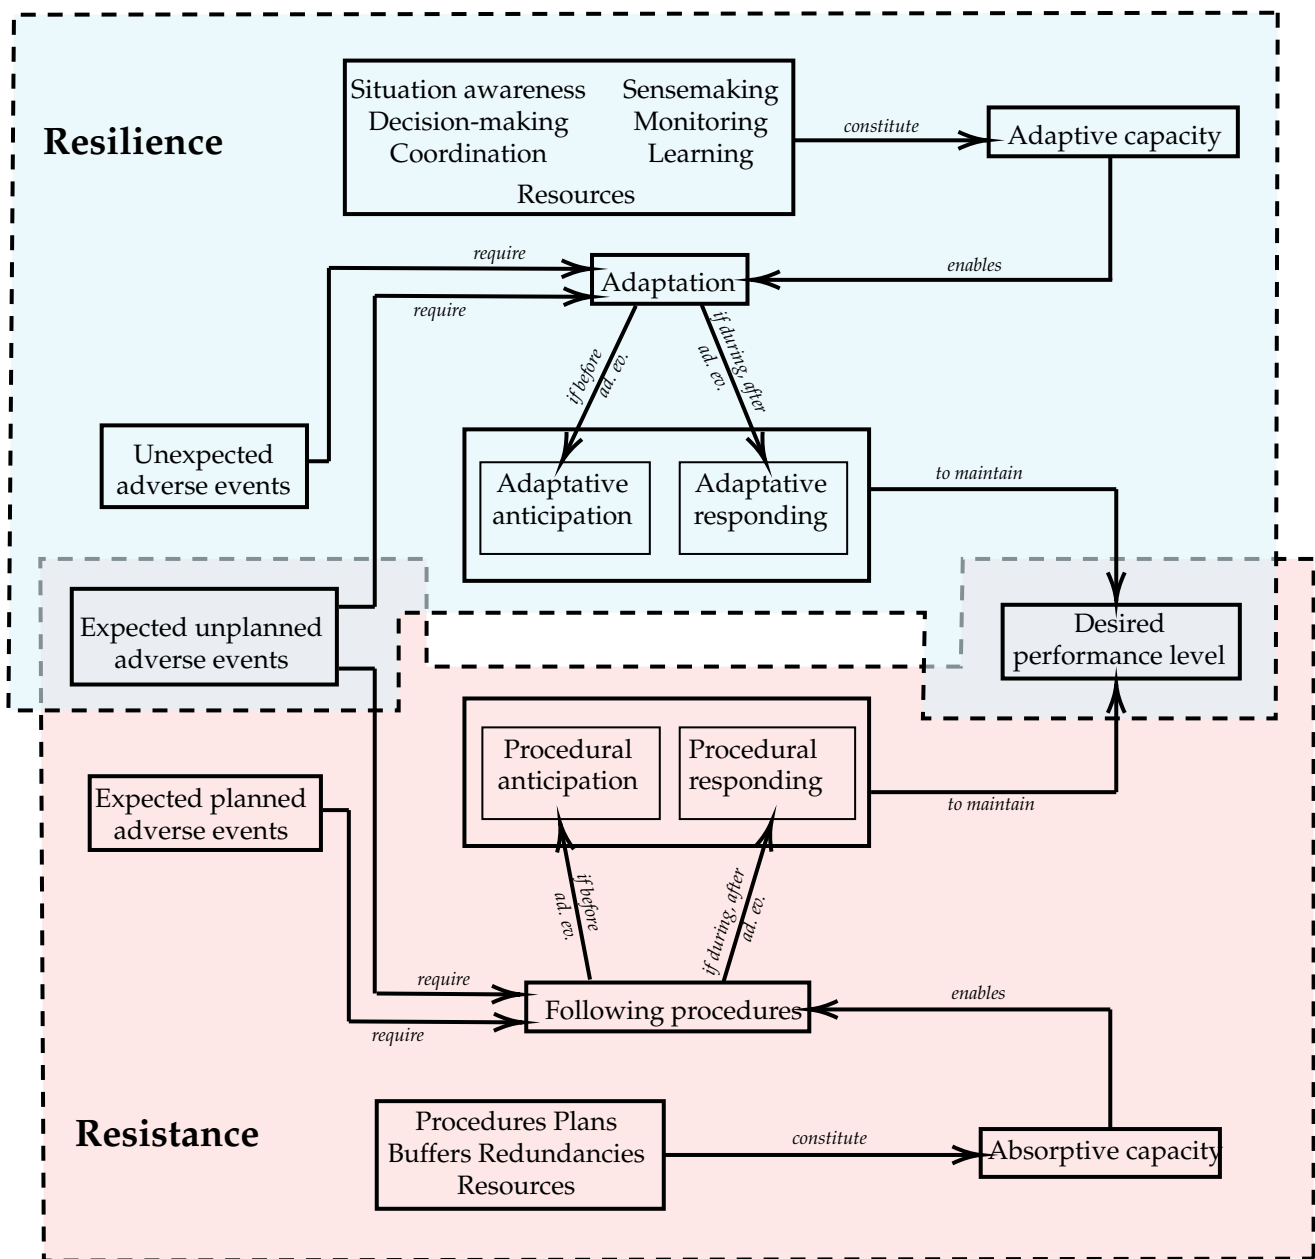 Resilience
Situation awareness
Sensemaking
Decision-making
Monitoring
Coordination
Learning
Resources
constitute
Adaptive capacity
require
Adaptation
enables
require
if before
ad. ev.
if during, after
ad. ev.
Unexpected
adverse events
Adaptative
anticipation
Adaptative
responding
to maintain
Expected unplanned
adverse events
Desired
performance level
Procedural
anticipation
Procedural
responding
to maintain
Expected planned
adverse events
if before
ad. ev.
if during, after
ad. ev.
require
Following procedures
enables
require
Resistance
Procedures Plans
Buffers Redundancies
Resources
constitute
Absorptive capacity